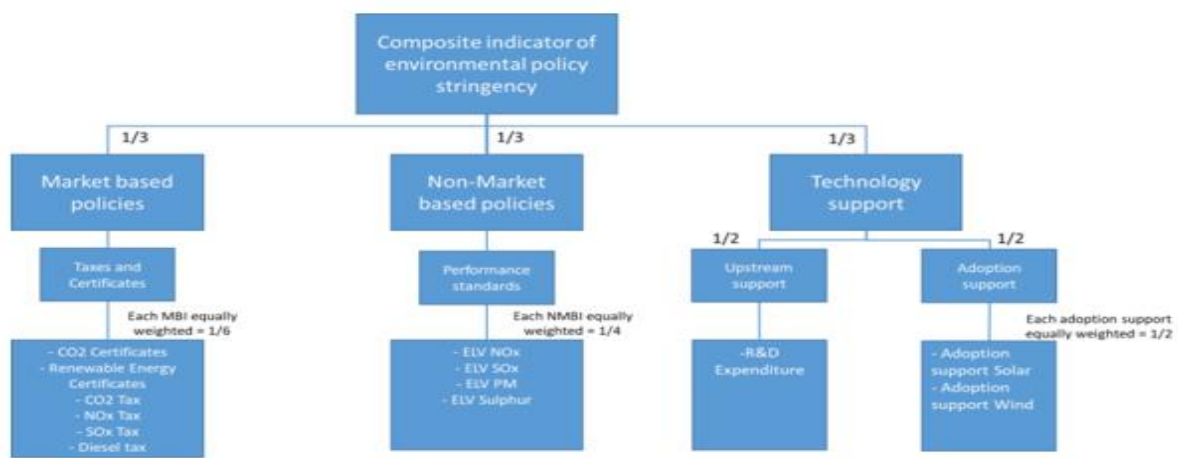 Composite indicator of
environmental policy
stringency
1/3
1/3
1/3
Market based
policies
Non-Market
based policies
Technology
support
1/2
1/2
Taxes and
Certificates
Performance
standards
Upstream
support
Adoption
support
Each MBI equally
weighted = 1/6
Each NMBI equally
weighted = 1/4
Each adoption support
equally weighted = 1/2
- CO2 Certificates
- Renewable Energy
Certificates
- CO2 Tax
- NOx Tax
- SOx Tax
- Diesel tax
- ELV NOx
- ELV SOx
- ELV PM
- ELV Sulphur
-R&D
Expenditure
- Adoption
support Solar
- Adoption
support Wind